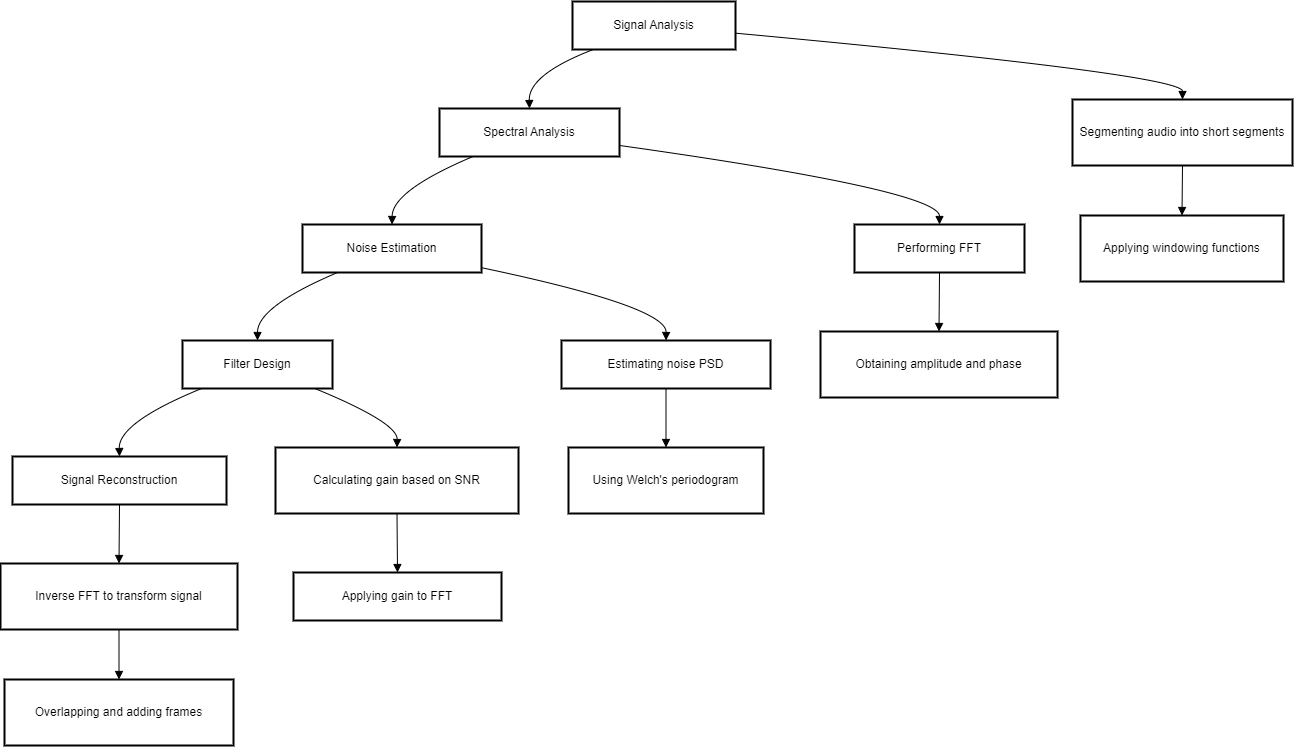 Signal Analysis
Spectral Analysis
Segmenting audio into short segments
Noise Estimation
Performing FFT
Applying windowing functions
Filter Design
Estimating noise PSD
Obtaining amplitude and phase
Signal Reconstruction
Calculating gain based on SNR
Using Welch's periodogram
Inverse FFT to transform signal
Applying gain to FFT
Overlapping and adding frames